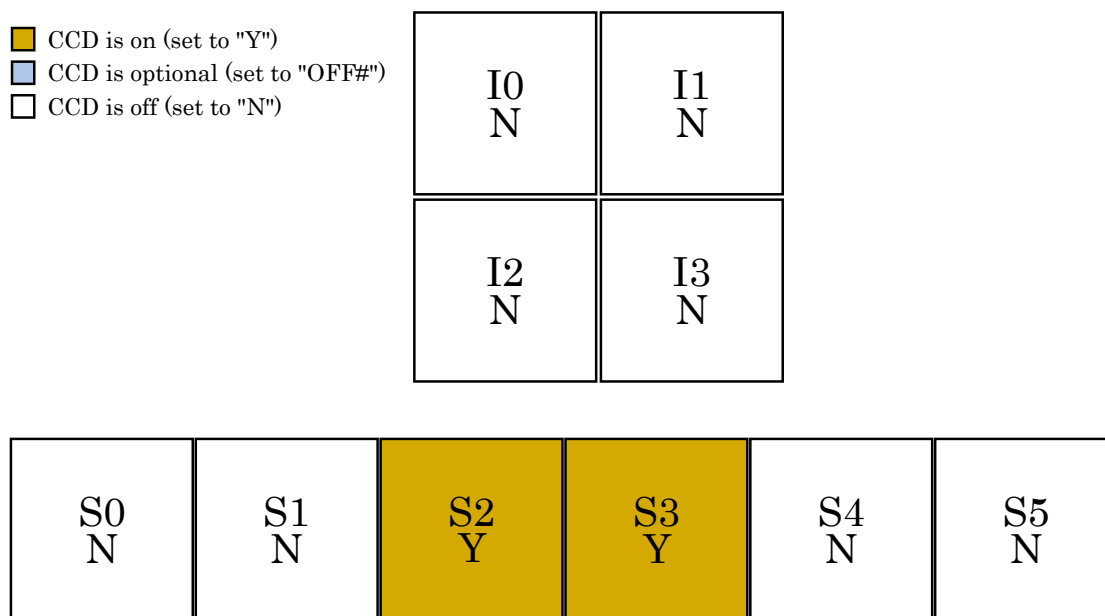 CCD is on (set to "Y")
CCD is optional (set to "OFF#")
CCD is off (set to "N")
I0
N
I1
N
I2
N
I3
N
S0
N
S1
N
S2
Y
S3
Y
S4
N
S5
N